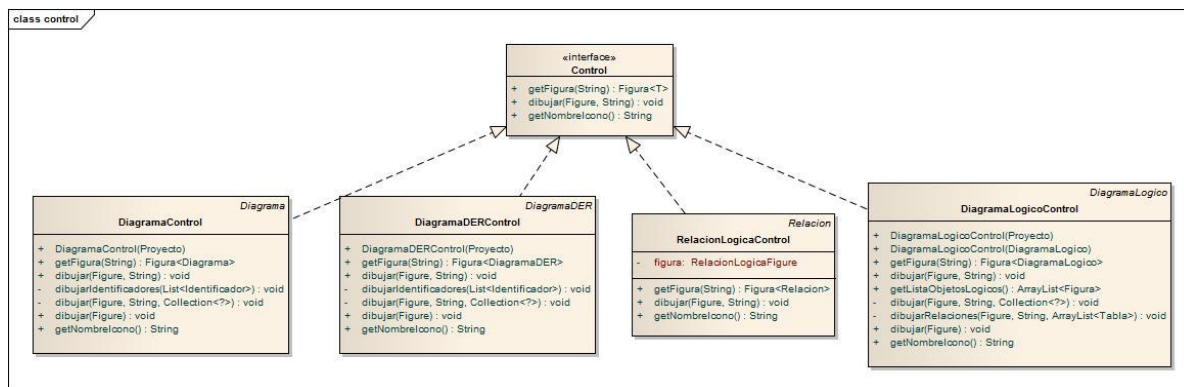 class control
«interface»
Control
+ getFigura(String) : Figura<T>
+ dibujar(Figure, String) : void
+ getNombreIcono() : String
Diagrama
DiagramaControl
+ DiagramaControl(Proyecto)
+ getFigura(String) : Figura<Diagrama>
+ dibujar(Figure, String) : void
- dibujarIdentificadores(List<Identificador>) : void
- dibujar(Figure, String, Collection<?>) : void
+ dibujar(Figure) : void
+ getNombreIcono() : String
DiagramaDER
DiagramaDERControl
+ DiagramaDERControl(Proyecto)
+ getFigura(String) : Figura<DiagramaDER>
+ dibujar(Figure, String) : void
- dibujarIdentificadores(List<Identificador>) : void
- dibujar(Figure, String, Collection<?>) : void
+ dibujar(Figure) : void
+ getNombreIcono() : String
Relacion
RelacionLogicaControl
- figura: RelacionLogicaFigure
+ getFigura(String) : Figura<Relacion>
+ dibujar(Figure, String) : void
+ getNombreIcono() : String
DiagramaLogico
DiagramaLogicoControl
+ DiagramaLogicoControl(Proyecto)
+ DiagramaLogicoControl(DiagramaLogico)
+ getFigura(String) : Figura<DiagramaLogico>
+ dibujar(Figure, String) : void
+ getListaObjetosLogicos() : ArrayList<Figura>
- dibujar(Figure, String, Collection<?>) : void
- dibujarRelaciones(Figure, String, ArrayList<Tabla>) : void
+ dibujar(Figure) : void
+ getNombreIcono() : String